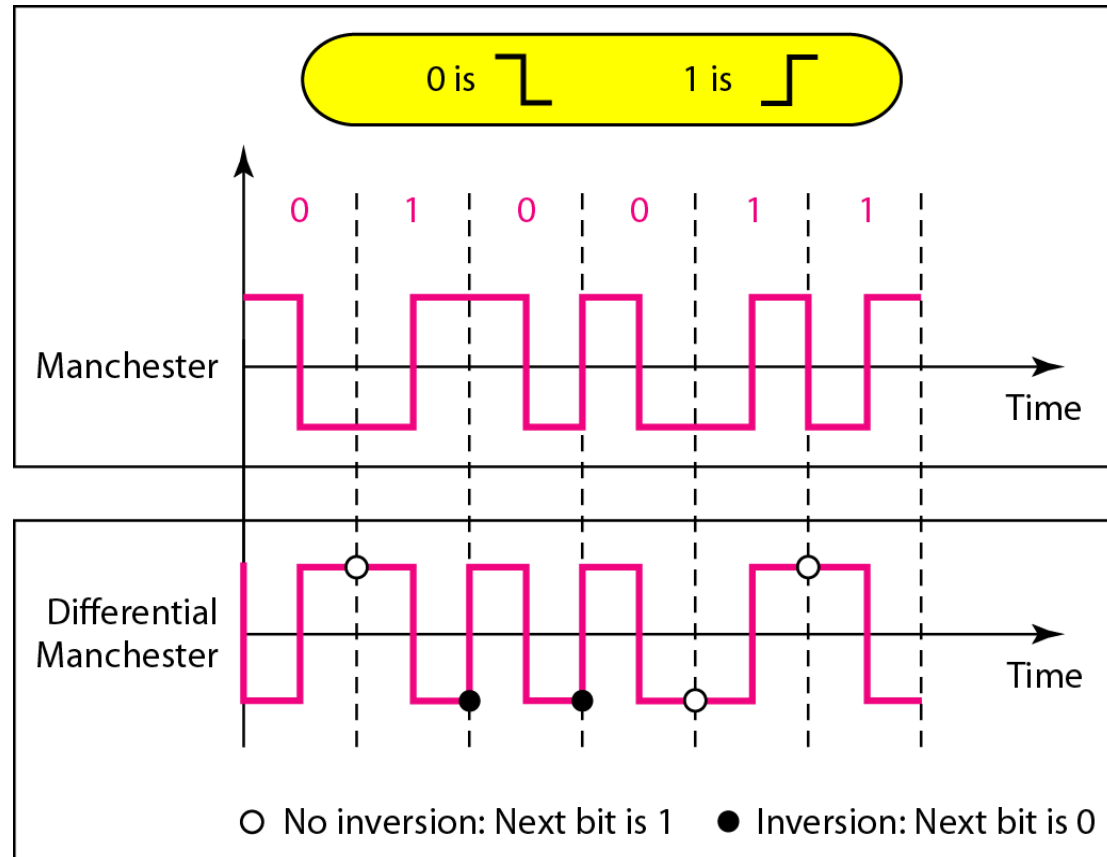 0 is 1 is
0 1 0 0 1 1
Manchester
Time
Differential
Manchester
Time
No inversion: Next bit is 1 Inversion: Next bit is 0